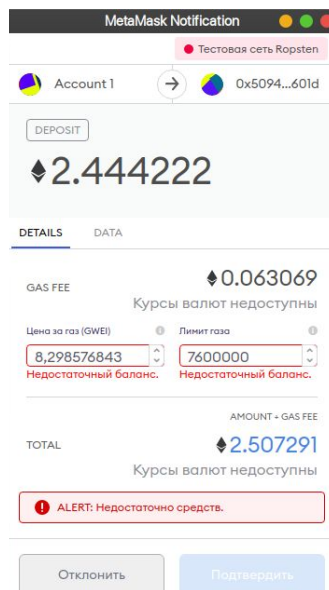 MetaMask Notification
Тестовая сеть Ropsten
Account 1
0x5094...601d
DEPOSIT
2.444222
DETAILS DATA
GAS FEE
0.063069
Курсы валют недоступны
Цена за газ (GWEI) Лимит газа
8,298576843 7600000
Недостаточный баланс. Недостаточный баланс.
AMOUNT + GAS FEE
TOTAL
2.507291
Курсы валют недоступны
ALERT: Недостаточно средств.
Отклонить Подтвердить